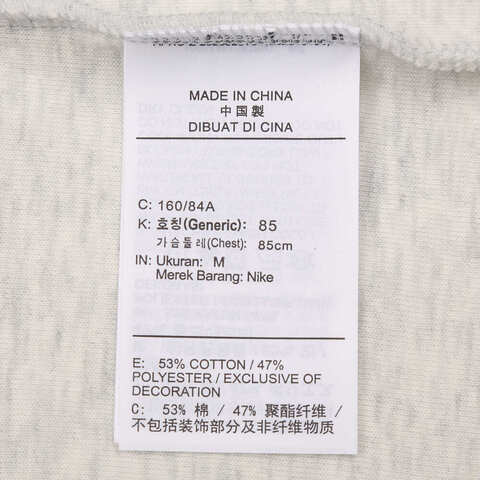 MADE IN CHINA
中国製
DIBUAT DI CINA
C: 160/84A
K: 호칭(Generic): 85
가슴둘레(Chest): 85cm
IN: Ukuran: M
Merek Barang: Nike
E: 53% COTTON / 47%
POLYESTER / EXCLUSIVE OF
DECORATION
C: 53% 棉 / 47% 聚酯纤维 /
不包括装饰部分及非纤维物质